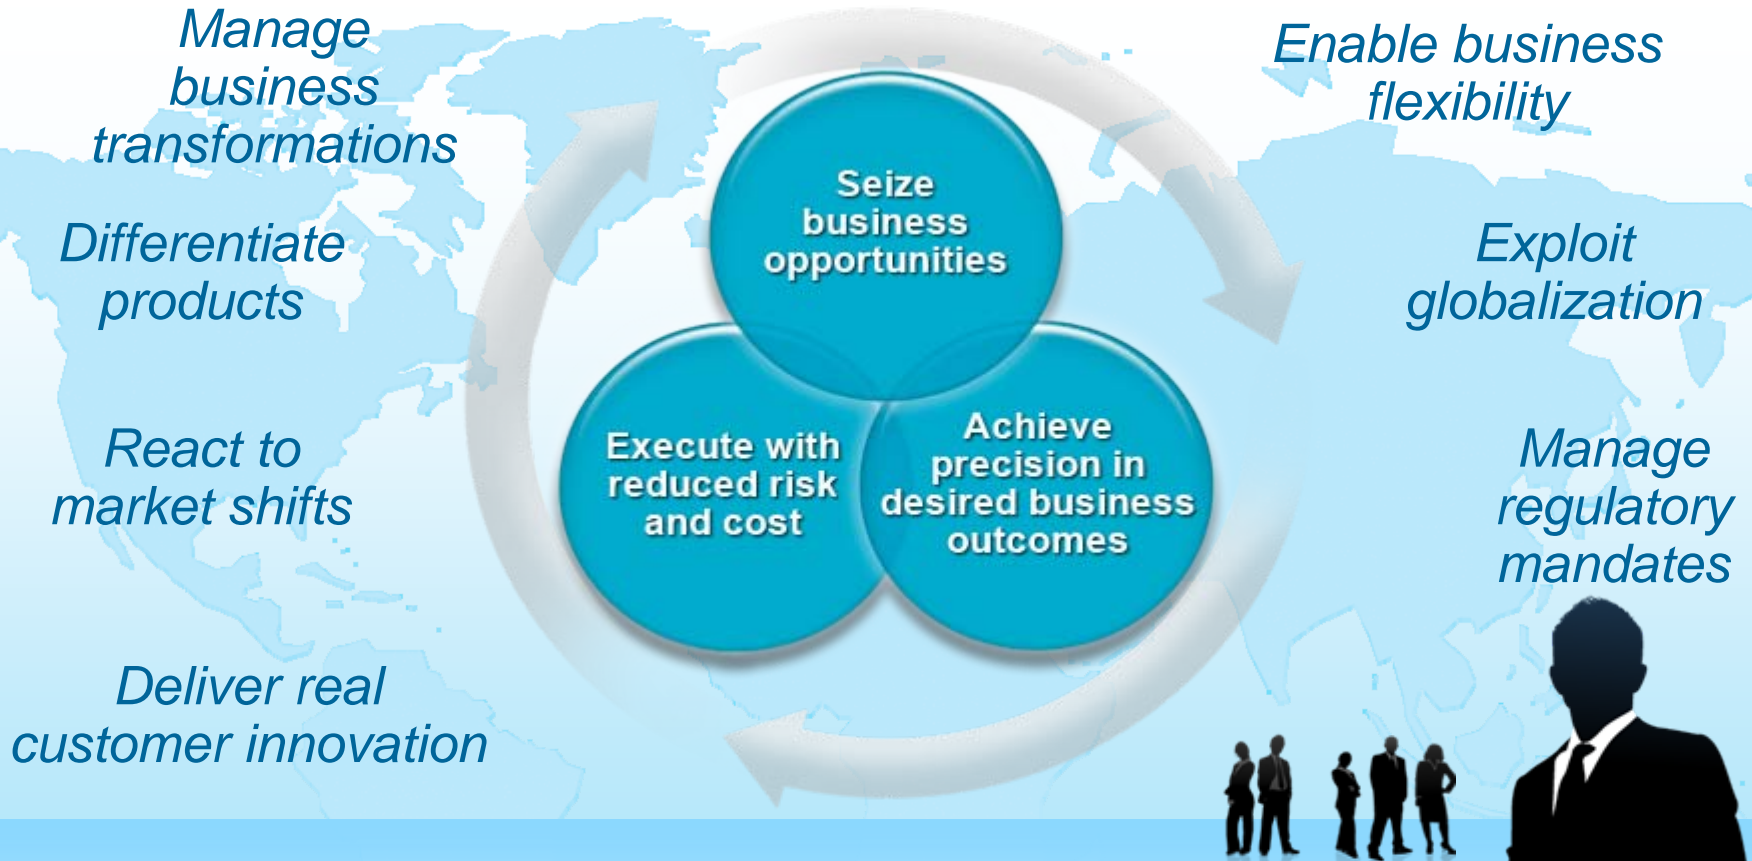 Manage
business
transformations
Differentiate
products
React to
market shifts
Deliver real
customer innovation
Seize
business
opportunities
Execute with
reduced risk
and cost
Achieve
precision in
desired business
outcomes
Enable business
flexibility
Exploit
globalization
Manage
regulatory
mandates